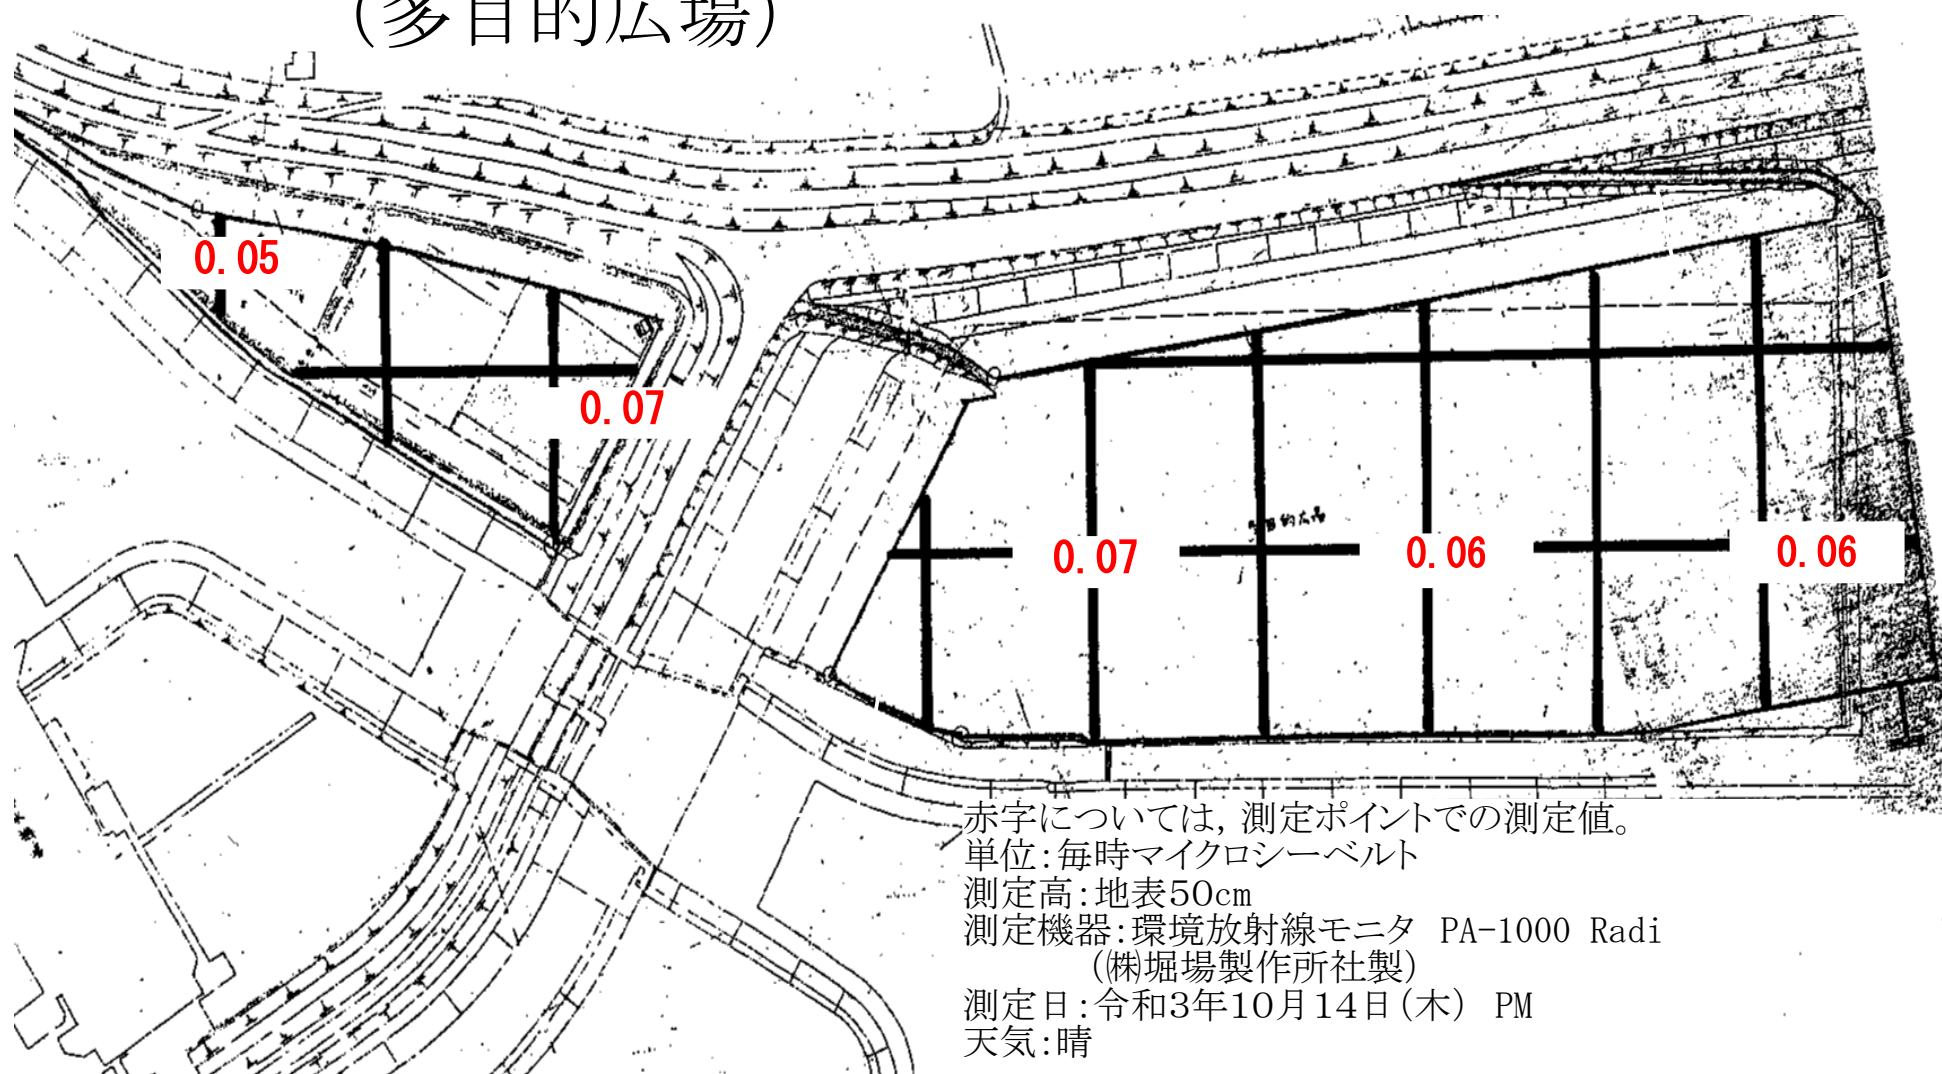 （多目的広場）
0.05
0.07
0.07
0.06
0.06
赤字については，測定ポイントでの測定値。
単位：毎時マイクロシーベルト
測定高：地表50cm
測定機器：環境放射線モニタ PA-1000 Radi
（㈱堀場製作所社製）
測定日：令和3年10月14日（木） PM
天気：晴